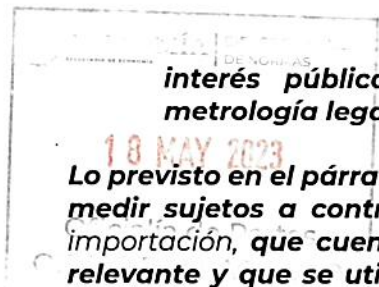 DE NORMAS
interés públic
metrología lega
18 MAY 2023
Lo previsto en el párra
medir sujetos a contr
importación, que cuen
relevante y que se uti